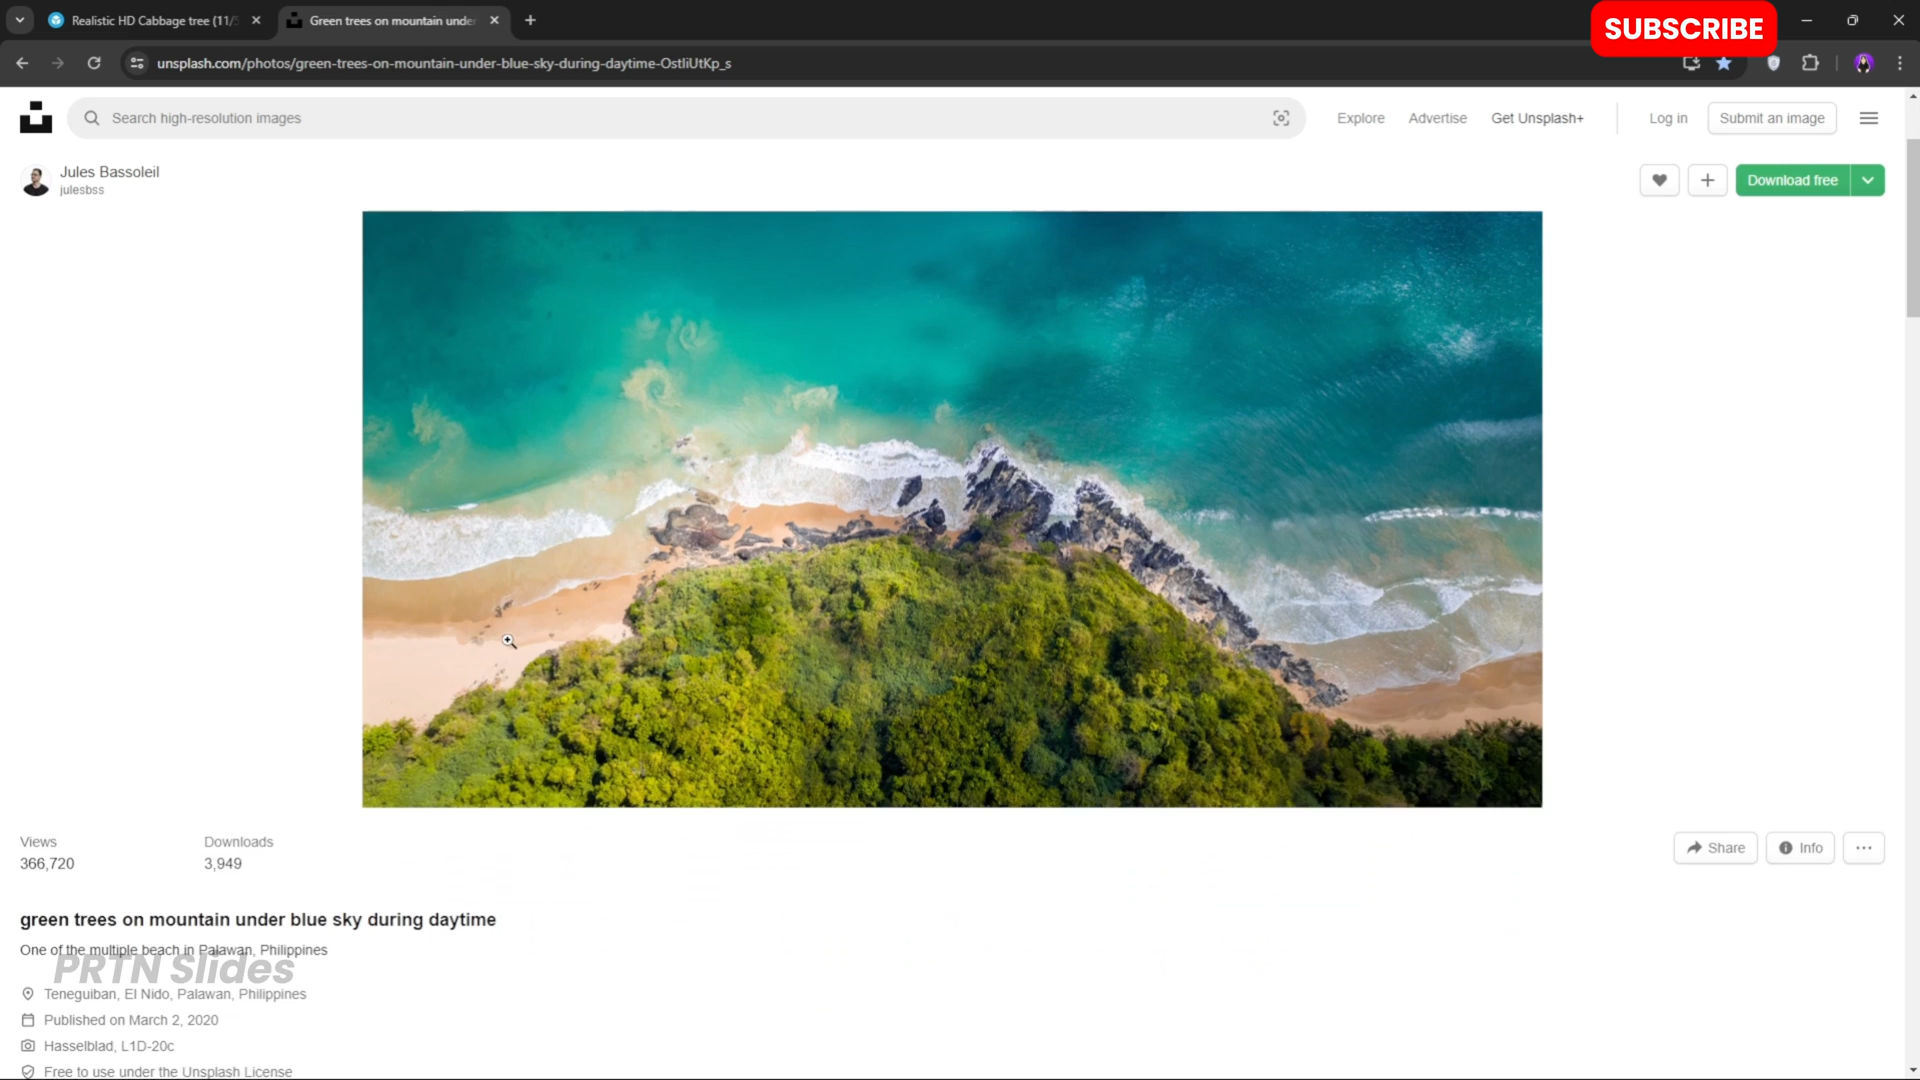 Realistic HD Cabbage tree (11/5
Green trees on mountain unde
SUBSCRIBE
unsplash.com/photos/green-trees-on-mountain-under-blue-sky-during-daytime-OstliUtKp_s
Search high-resolution images
Explore
Advertise
Get Unsplash+
Log in
Submit an image
Jules Bassoleil
julesbss
Download free
Views
366,720
Downloads
3,949
Share
Info
green trees on mountain under blue sky during daytime
One of the multiple beach in Palawan, Philippines
PRTN Slides
Teneguiban, El Nido, Palawan, Philippines
Published on March 2, 2020
Hasselblad, L1D-20c
Free to use under the Unsplash License